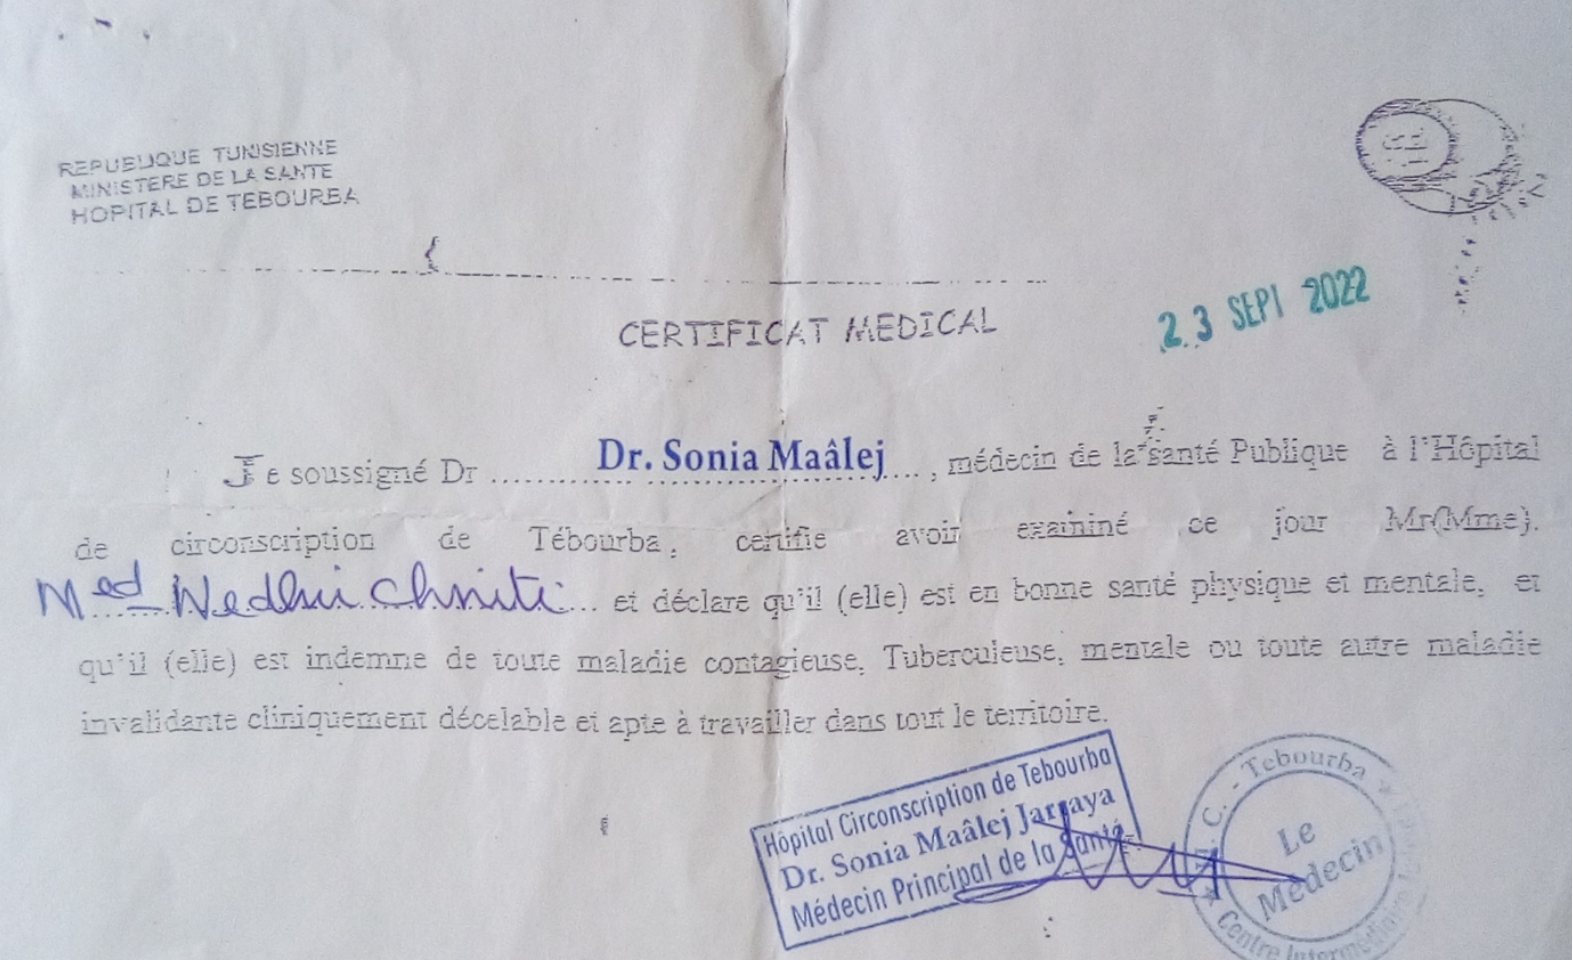 REPUBLIQUE TUNISIENNE
MINISTERE DE LA SANTE
HOPITAL DE TEBOURBA
CERTIFICAT MEDICAL
23 SEPT 2022
Je soussigné Dr Dr. Sonia Maâlej, médecin de la santé Publique à l'Hôpital
de circonscription de Tébourba, certifie avoir examiné ce jour Mr(Mme).
Med Wedhui Chniti et déclare qu'il (elle) est en bonne santé physique et mentale, et
qu'il (elle) est indemne de toute maladie contagieuse, Tuberculeuse, mentale ou toute autre maladie
invalidante cliniquement décelable et apte à travailler dans tout le territoire.
Hôpital Circonscription de Tebourba
Dr. Sonia Maâlej Jarraya
Médecin Principal de la Santé
C. - Tebourba
Le
Médecin
Centre